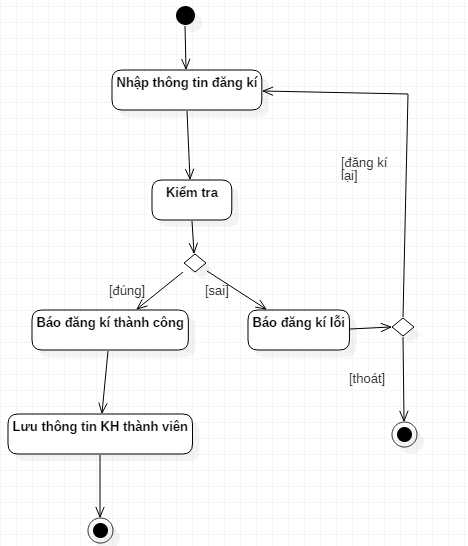 Nhập thông tin đăng kí
[đăng kí
lại]
Kiểm tra
[đúng]
[sai]
Báo đăng kí thành công
Báo đăng kí lỗi
[thoát]
Lưu thông tin KH thành viên